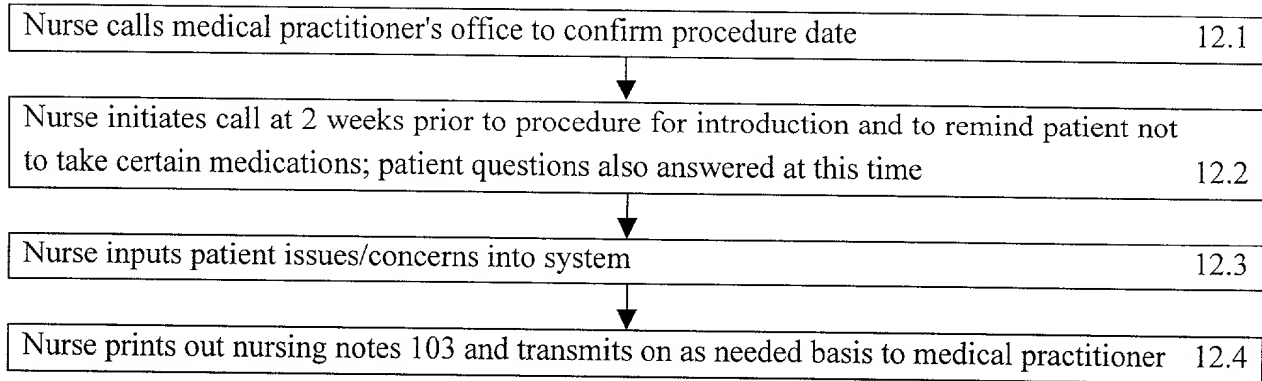 Nurse calls medical practitioner's office to confirm procedure date 12.1
Nurse initiates call at 2 weeks prior to procedure for introduction and to remind patient not
to take certain medications; patient questions also answered at this time 12.2
Nurse inputs patient issues/concerns into system 12.3
Nurse prints out nursing notes 103 and transmits on as needed basis to medical practitioner 12.4